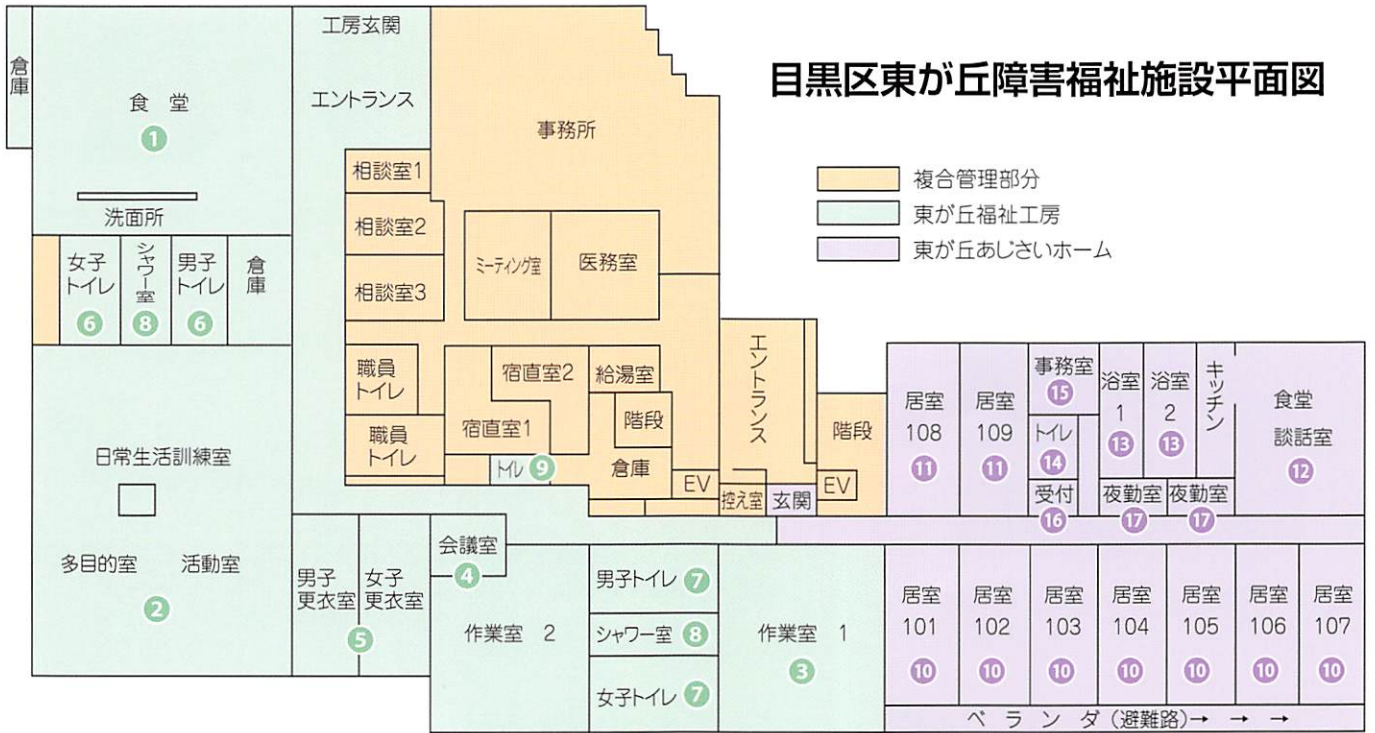 目黒区東が丘障害福祉施設平面図
複合管理部分
東が丘福祉工房
東が丘あじさいホーム
倉庫
食 堂
1
洗面所
工房玄関
エントランス
事務所
相談室1
相談室2
相談室3
ミーティング室
医務室
女子
トイレ
6
シャワー室
8
男子
トイレ
6
倉庫
職員
トイレ
職員
トイレ
宿直室2
宿直室1
給湯室
階段
倉庫
トイレ 9
EV
エントランス
控え室
玄関
階段
EV
日常生活訓練室
多目的室 活動室
2
男子
更衣室
女子
更衣室
5
会議室
4
作業室 2
男子トイレ 7
シャワー室 8
女子トイレ 7
作業室 1
3
居室
108
11
居室
109
11
事務室
15
トイレ
14
受付
16
浴室
1
13
浴室
2
13
キッチン
夜勤室
17
夜勤室
17
食堂
談話室
12
居室
101
10
居室
102
10
居室
103
10
居室
104
10
居室
105
10
居室
106
10
居室
107
10
ベ ラ ン ダ (避難路)→ → →